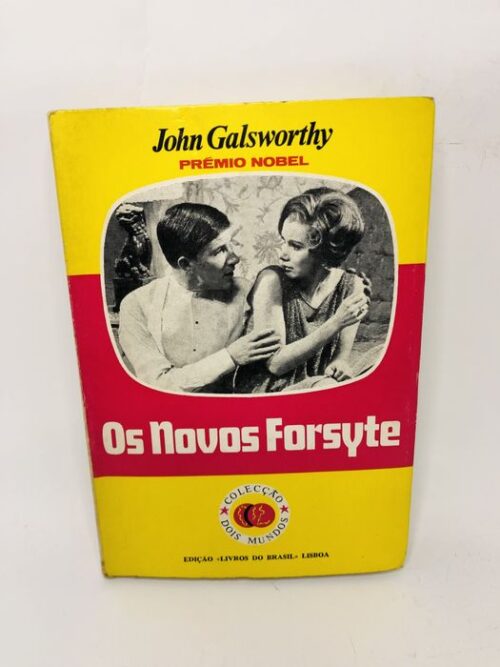 John Galsworthy
PRÉMIO NOBEL
Os Novos Forsyte
COLECÇÃO
DOIS MUNDOS
EDIÇÃO «LIVROS DO BRASIL» LISBOA